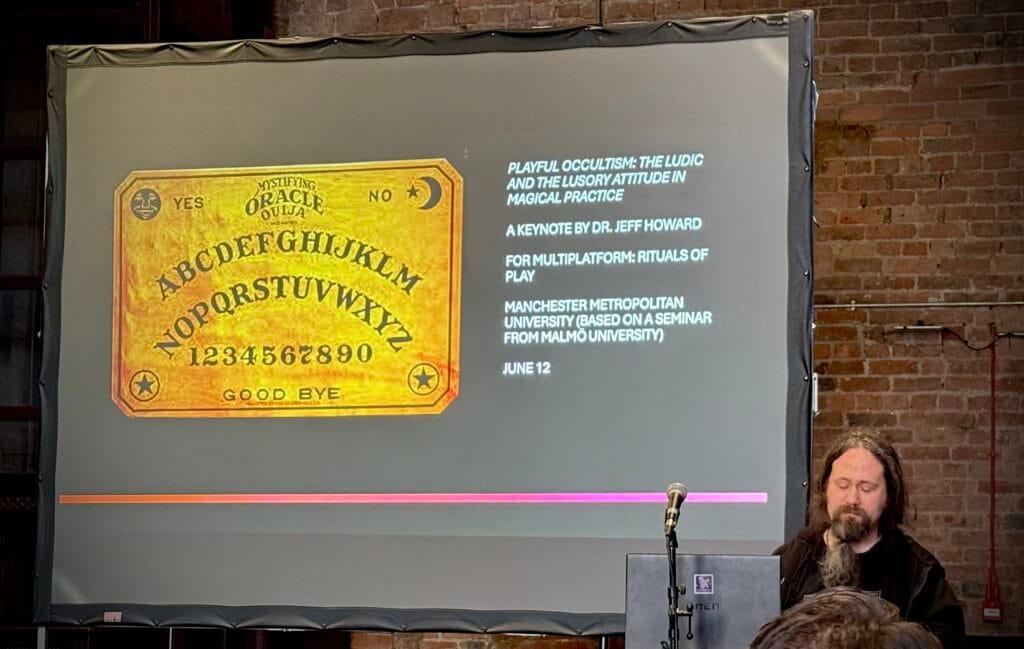 YES
MYSTIFYING
ORACLE
OUIJA
NO
ABCDEFGHIJKLM
NOPQRSTUVWXYZ
1234567890
GOOD BYE
PLAYFUL OCCULTISM: THE LUDIC
AND THE LUSORY ATTITUDE IN
MAGICAL PRACTICE
A KEYNOTE BY DR. JEFF HOWARD
FOR MULTIPLATFORM: RITUALS OF
PLAY
MANCHESTER METROPOLITAN
UNIVERSITY (BASED ON A SEMINAR
FROM MALMÖ UNIVERSITY)
JUNE 12
OMEN